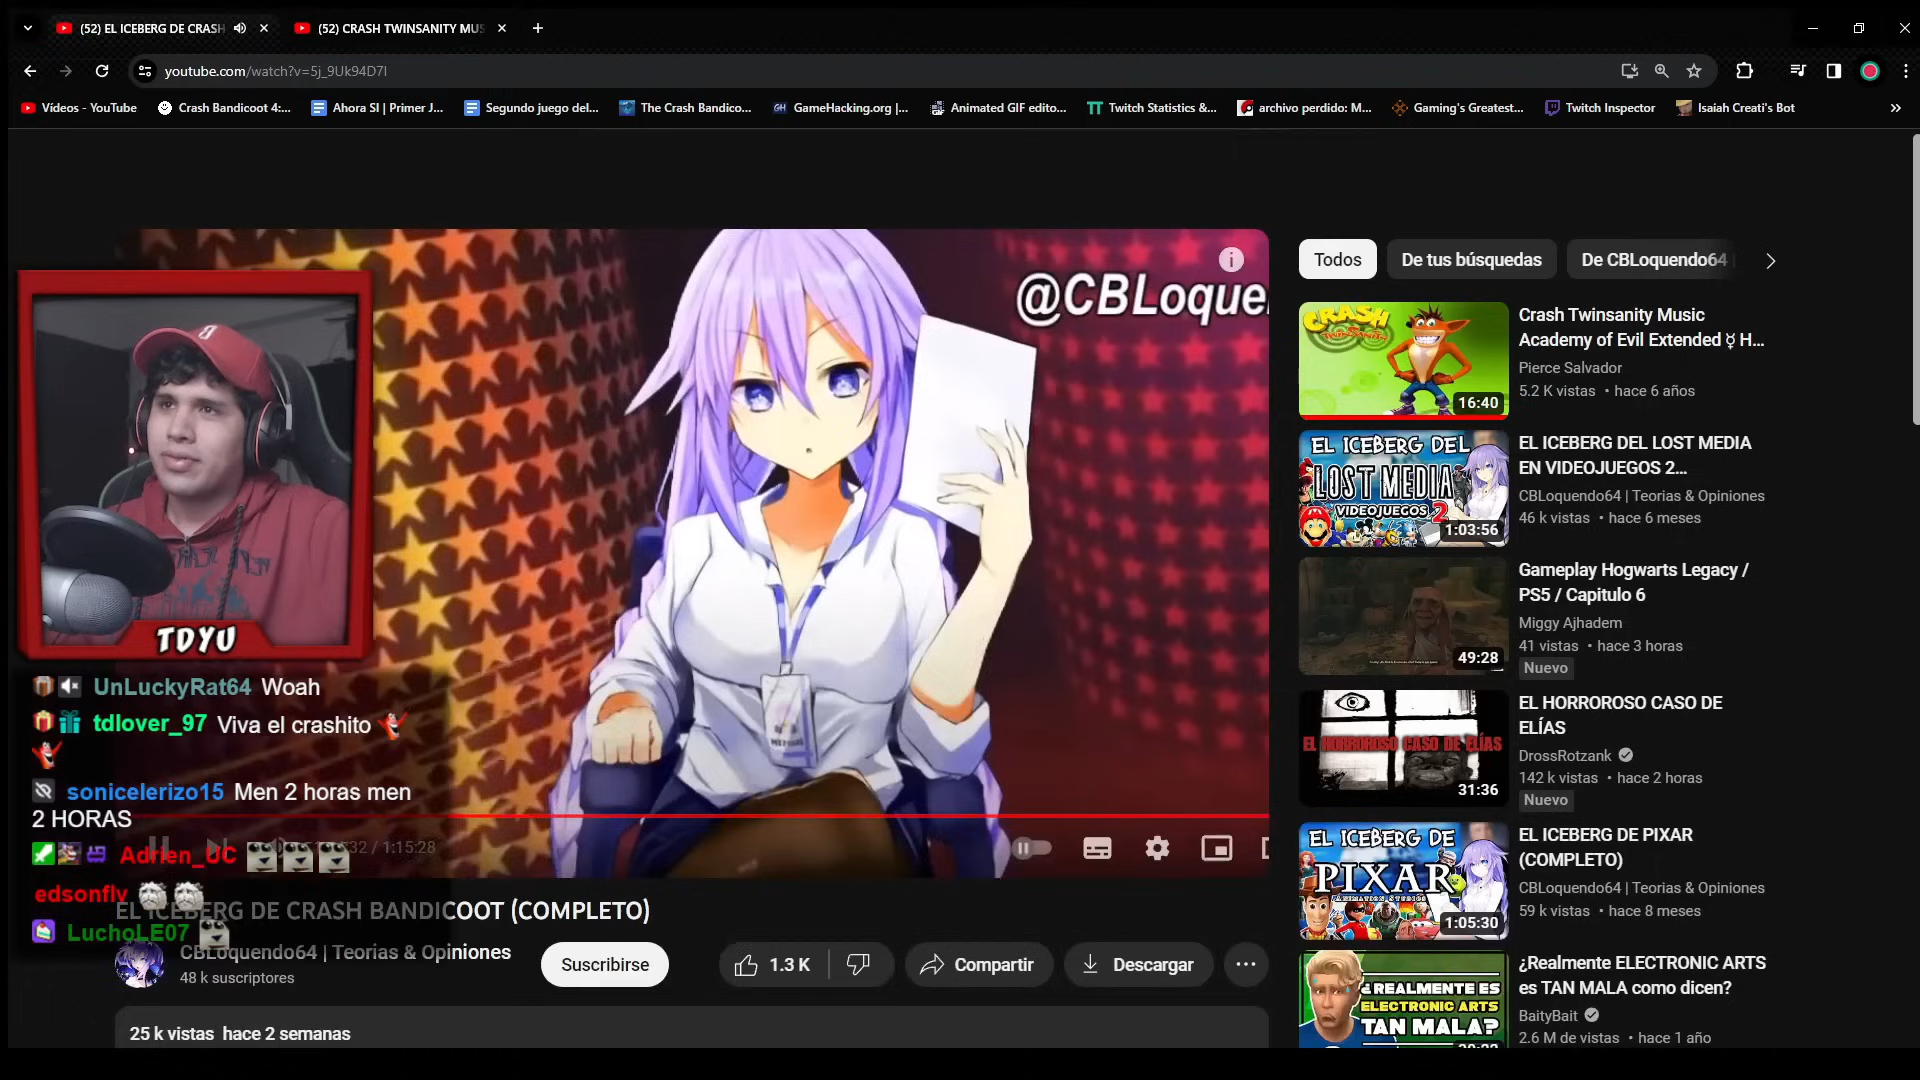 (52) EL ICEBERG DE CRASH
(52) CRASH TWINSANITY MUS
youtube.com/watch?v=5j_9Uk94D7I
Vídeos - YouTube
Crash Bandicoot 4:...
Ahora SI | Primer J...
Segundo juego del...
The Crash Bandico...
GameHacking.org |...
Animated GIF edito...
Twitch Statistics &...
archivo perdido: M...
Gaming's Greatest...
Twitch Inspector
Isaiah Creati's Bot
@CBLoque
TDYU
UnLuckyRat64 Woah
tdlover_97 Viva el crashito
sonicelerizo15 Men 2 horas men
2 HORAS
Adrien_UC
/ 1:15:28
edsonflv
LuchoLE07
EL ICEBERG DE CRASH BANDICOOT (COMPLETO)
CBLoquendo64 | Teorias & Opiniones
48 k suscriptores
Suscribirse
1.3 K
Compartir
Descargar
25 k vistas hace 2 semanas
Todos
De tus búsquedas
De CBLoquendo64
CRASH
TWINSANITY
16:40
Crash Twinsanity Music
Academy of Evil Extended ☿ H...
Pierce Salvador
5.2 K vistas • hace 6 años
EL ICEBERG DEL
LOST MEDIA
VIDEOJUEGOS 2
1:03:56
EL ICEBERG DEL LOST MEDIA
EN VIDEOJUEGOS 2...
CBLoquendo64 | Teorias & Opiniones
46 k vistas • hace 6 meses
49:28
Gameplay Hogwarts Legacy /
PS5 / Capitulo 6
Miggy Ajhadem
41 vistas • hace 3 horas
Nuevo
EL HORROROSO CASO DE ELÍAS
31:36
EL HORROROSO CASO DE
ELÍAS
DrossRotzank
142 k vistas • hace 2 horas
Nuevo
EL ICEBERG DE
PIXAR
ANIMATION STUDIOS
1:05:30
EL ICEBERG DE PIXAR
(COMPLETO)
CBLoquendo64 | Teorias & Opiniones
59 k vistas • hace 8 meses
¿REALMENTE ES
ELECTRONIC ARTS
TAN MALA?
¿Realmente ELECTRONIC ARTS
es TAN MALA como dicen?
BaityBait
2.6 M de vistas • hace 1 año